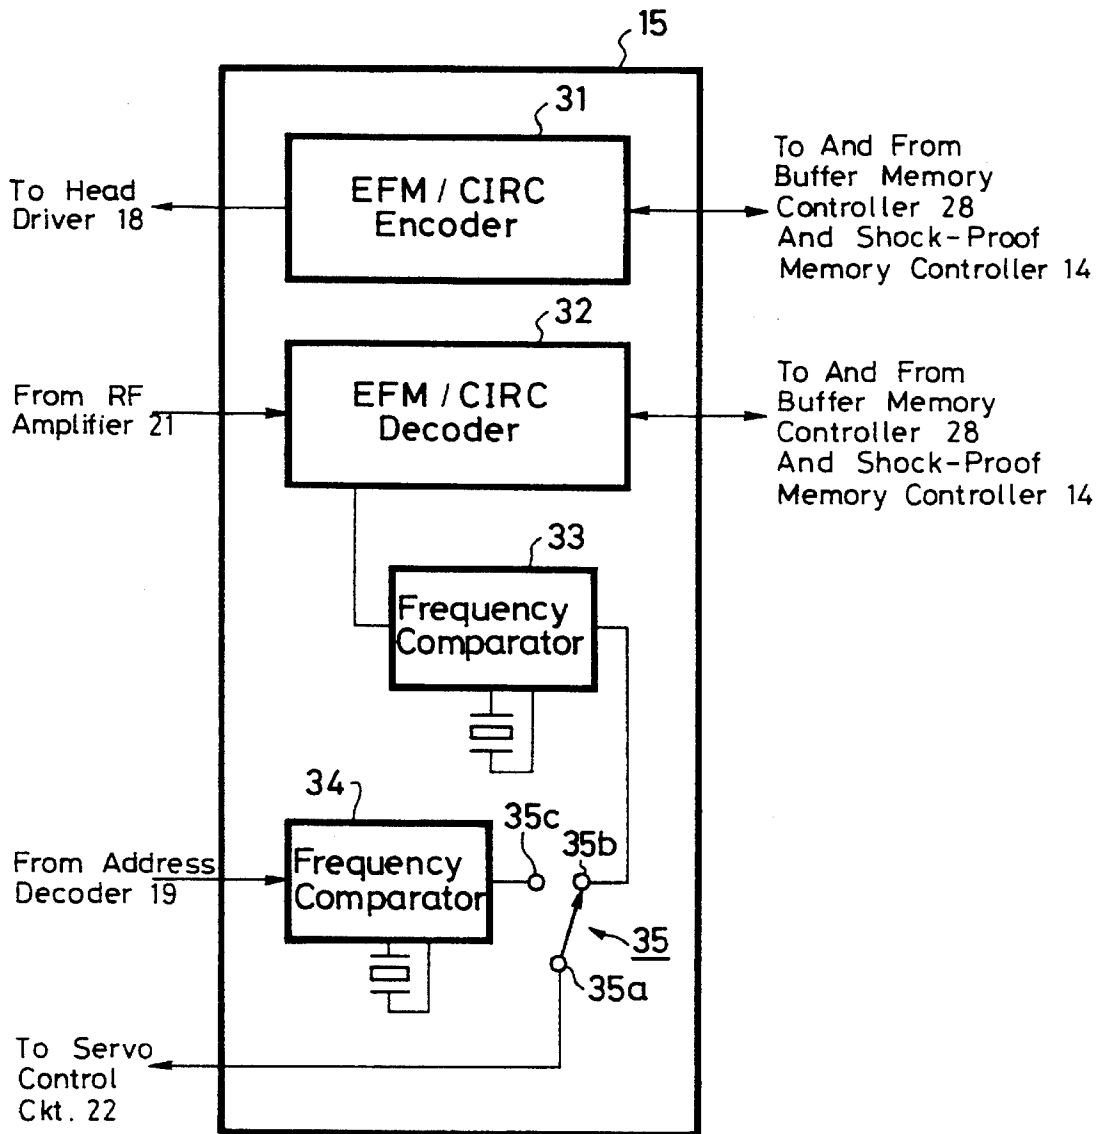 15
31
EFM / CIRC
Encoder
To Head
Driver 18
To And From
Buffer Memory
Controller 28
And Shock-Proof
Memory Controller 14
32
EFM / CIRC
Decoder
From RF
Amplifier 21
To And From
Buffer Memory
Controller 28
And Shock-Proof
Memory Controller 14
33
Frequency
Comparator
34
Frequency
Comparator
35c
35b
From Address
Decoder 19
35
35a
To Servo
Control
Ckt. 22